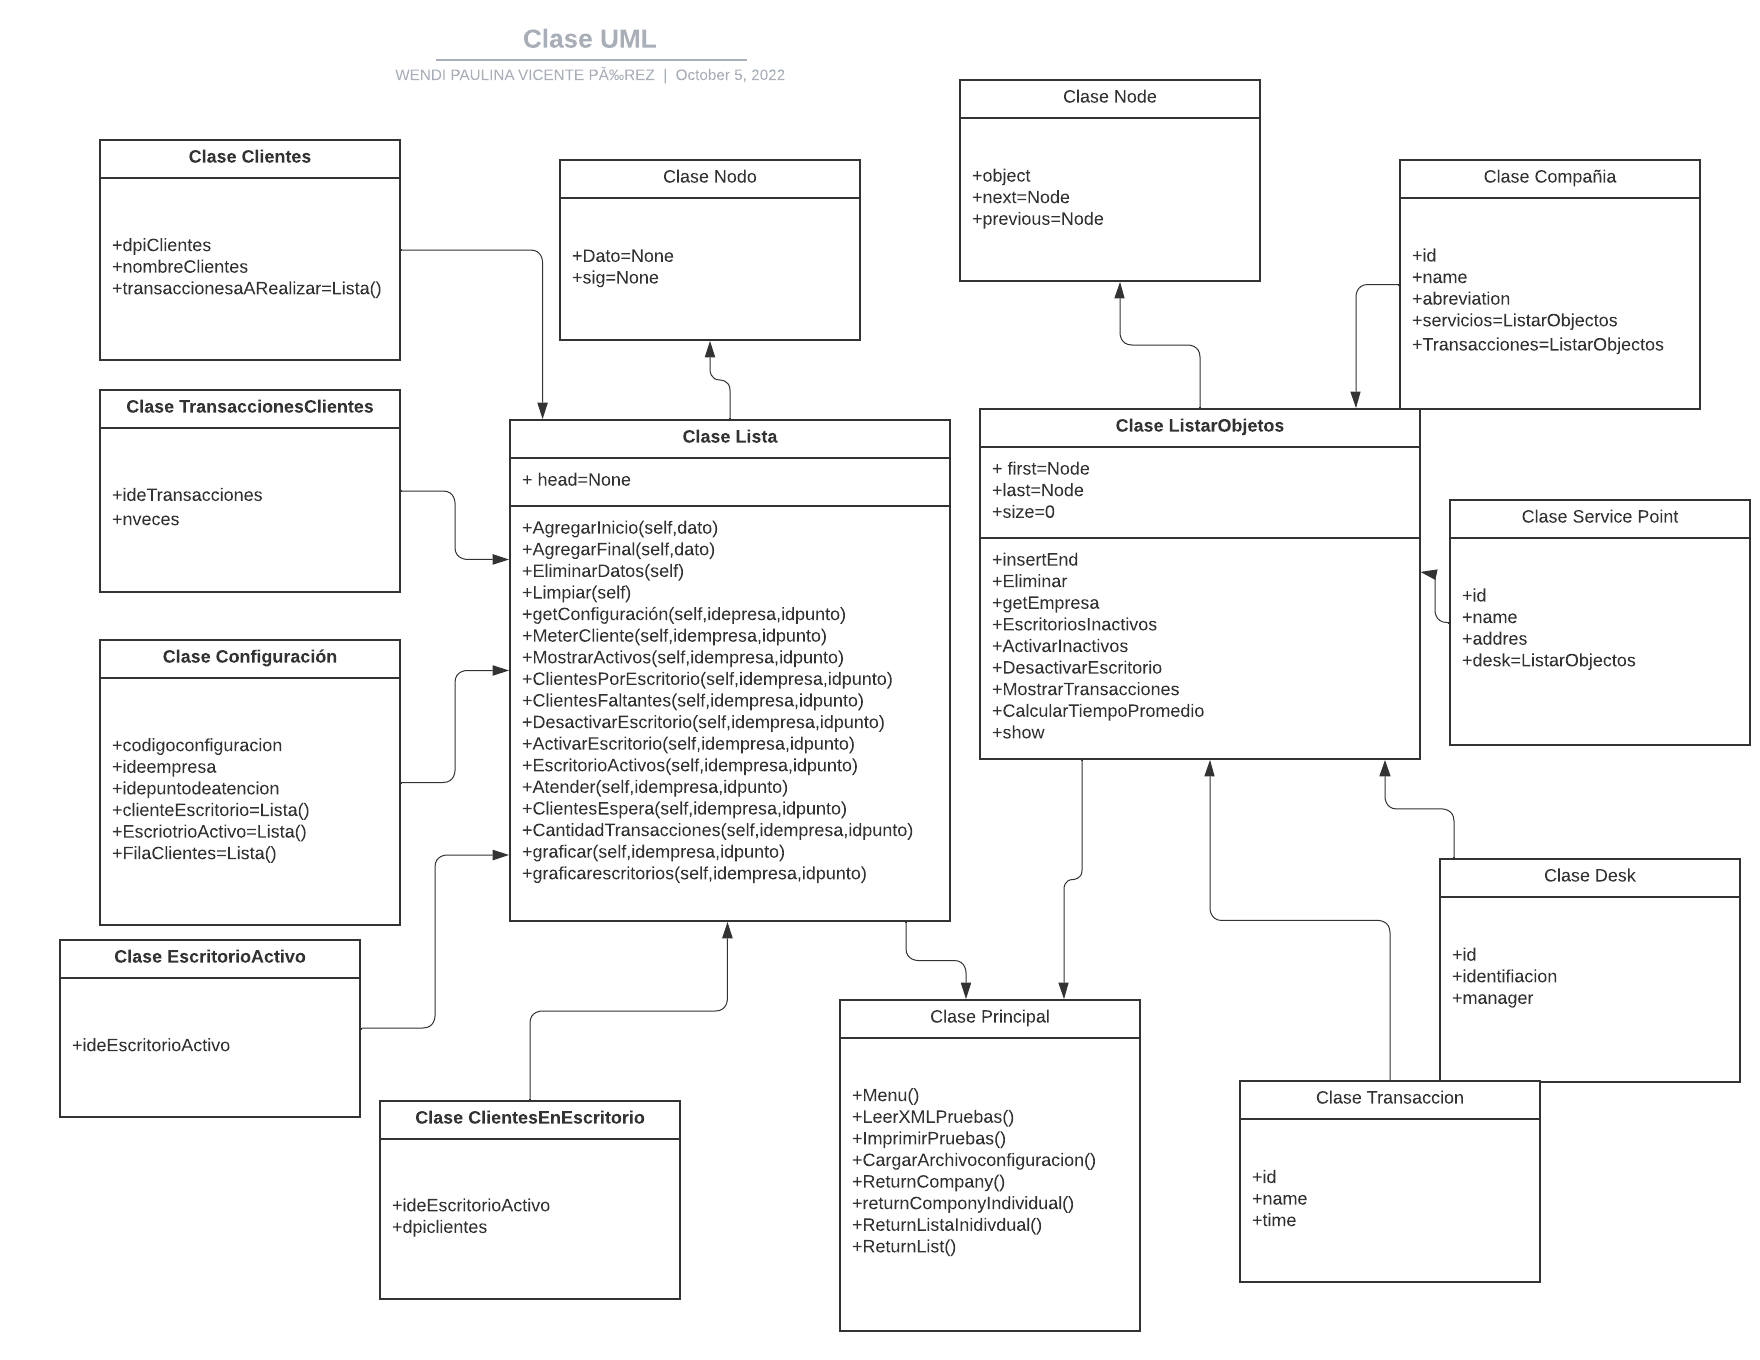 Clase UML
WENDI PAULINA VICENTE PĂ‰REZ | October 5, 2022
Clase Clientes
+dpiClientes
+nombreClientes
+transaccionesaARealizar=Lista()
Clase Nodo
+Dato=None
+sig=None
Clase Node
+object
+next=Node
+previous=Node
Clase Compañia
+id
+name
+abreviation
+servicios=ListarObjectos
+Transacciones=ListarObjectos
Clase TransaccionesClientes
+ideTransacciones
+nveces
Clase Lista
+ head=None
+AgregarInicio(self,dato)
+AgregarFinal(self,dato)
+EliminarDatos(self)
+Limpiar(self)
+getConfiguración(self,idepresa,idpunto)
+MeterCliente(self,idempresa,idpunto)
+MostrarActivos(self,idempresa,idpunto)
+ClientesPorEscritorio(self,idempresa,idpunto)
+ClientesFaltantes(self,idempresa,idpunto)
+DesactivarEscritorio(self,idempresa,idpunto)
+ActivarEscritorio(self,idempresa,idpunto)
+EscritorioActivos(self,idempresa,idpunto)
+Atender(self,idempresa,idpunto)
+ClientesEspera(self,idempresa,idpunto)
+CantidadTransacciones(self,idempresa,idpunto)
+graficar(self,idempresa,idpunto)
+graficarescritorios(self,idempresa,idpunto)
Clase ListarObjetos
+ first=Node
+last=Node
+size=0
+insertEnd
+Eliminar
+getEmpresa
+EscritoriosInactivos
+ActivarInactivos
+DesactivarEscritorio
+MostrarTransacciones
+CalcularTiempoPromedio
+show
Clase Service Point
+id
+name
+addres
+desk=ListarObjectos
Clase Configuración
+codigoconfiguracion
+ideempresa
+idepuntodeatencion
+clienteEscritorio=Lista()
+EscriotrioActivo=Lista()
+FilaClientes=Lista()
Clase Desk
+id
+identifiacion
+manager
Clase EscritorioActivo
+ideEscritorioActivo
Clase ClientesEnEscritorio
+ideEscritorioActivo
+dpiclientes
Clase Principal
+Menu()
+LeerXMLPruebas()
+ImprimirPruebas()
+CargarArchivoconfiguracion()
+ReturnCompany()
+returnComponyIndividual()
+ReturnListaInidivdual()
+ReturnList()
Clase Transaccion
+id
+name
+time